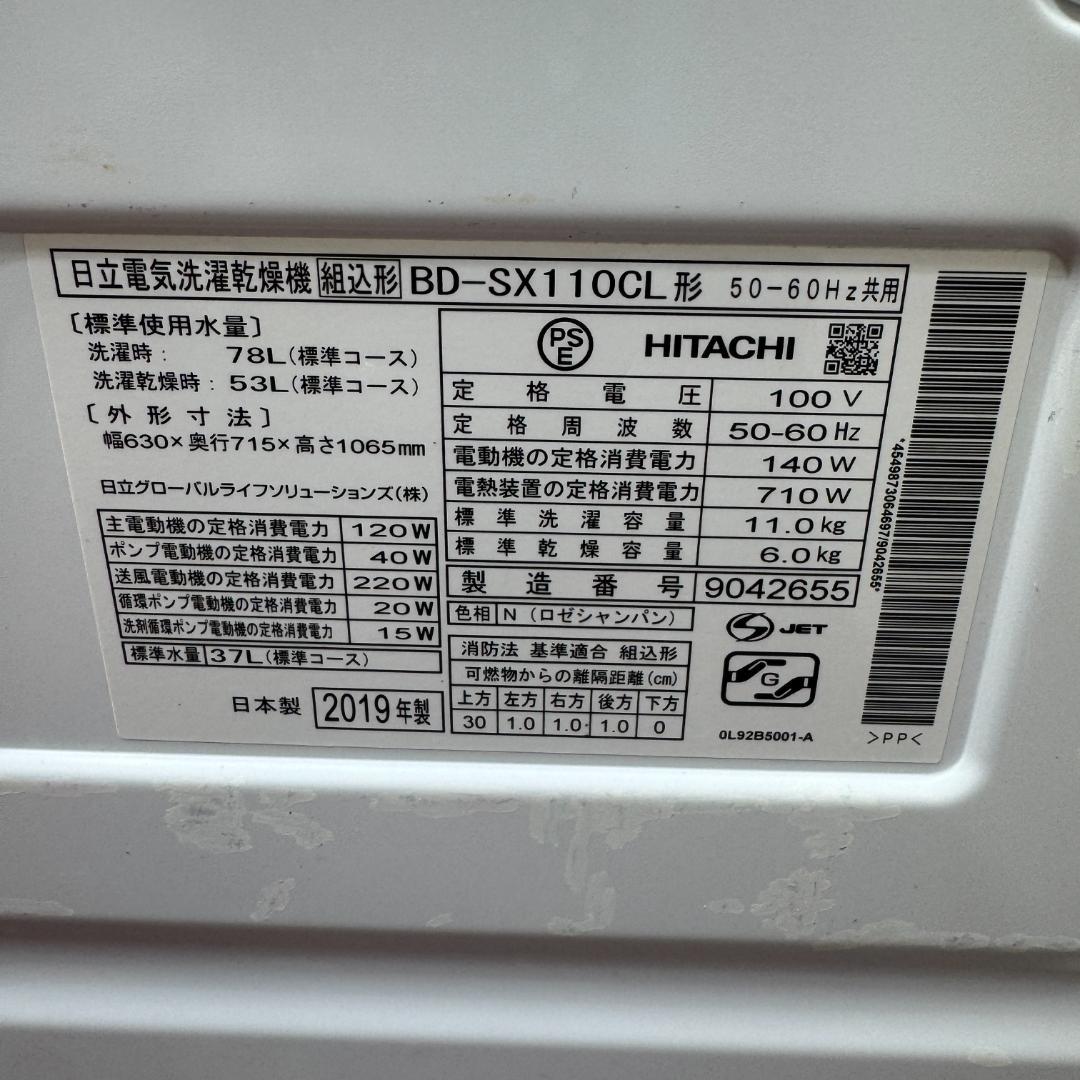 日立電気洗濯乾燥機 組込形 BD-SX110CL形 50-60Hz共用
〔標準使用水量〕
洗濯時： 78L(標準コース)
洗濯乾燥時： 53L(標準コース)
〔外形寸法〕
幅630×奥行715×高さ1065mm
日立グローバルライフソリューションズ(株)
主電動機の定格消費電力 120W
ポンプ電動機の定格消費電力 40W
送風電動機の定格消費電力 220W
循環ポンプ電動機の定格消費電力 20W
洗剤循環ポンプ電動機の定格消費電力 15W
標準水量 37L(標準コース)
日本製 2019年製
PSE HITACHI
定格電圧 100V
定格周波数 50-60Hz
電動機の定格消費電力 140W
電熱装置の定格消費電力 710W
標準洗濯容量 11.0kg
標準乾燥容量 6.0kg
製造番号 9042655
色相 N (ロゼシャンパン)
消防法 基準適合 組込形
可燃物からの離隔距離(cm)
上方 左方 右方 後方 下方
30 1.0 1.0 1.0 0
S JET
G
0L92B5001-A
>PP<
*4549873064697/9042655*